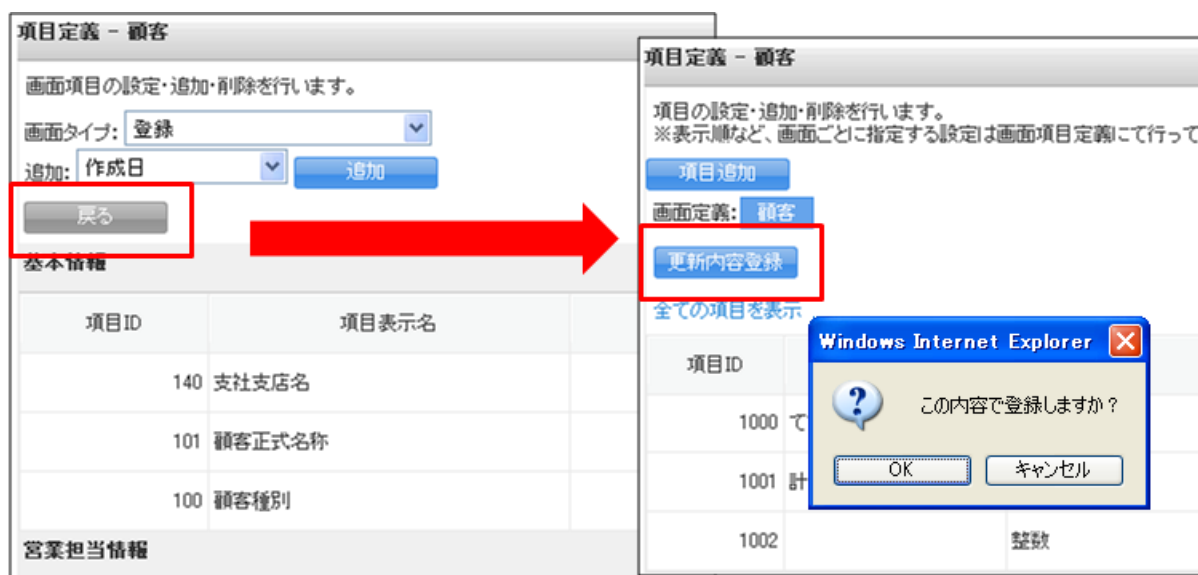 項目定義 - 顧客
画面項目の設定・追加・削除を行います。
画面タイプ: 登録
追加: 作成日 追加
戻る
基本情報
項目ID 項目表示名
140 支社支店名
101 顧客正式名称
100 顧客種別
営業担当情報
項目定義 - 顧客
項目の設定・追加・削除を行います。
※表示順など、画面ごとに指定する設定は画面項目定義にて行って
項目追加
画面定義: 顧客
更新内容登録
全ての項目を表示
項目ID
1000 て
1001 計
1002 整数
Windows Internet Explorer
この内容で登録しますか？
OK キャンセル